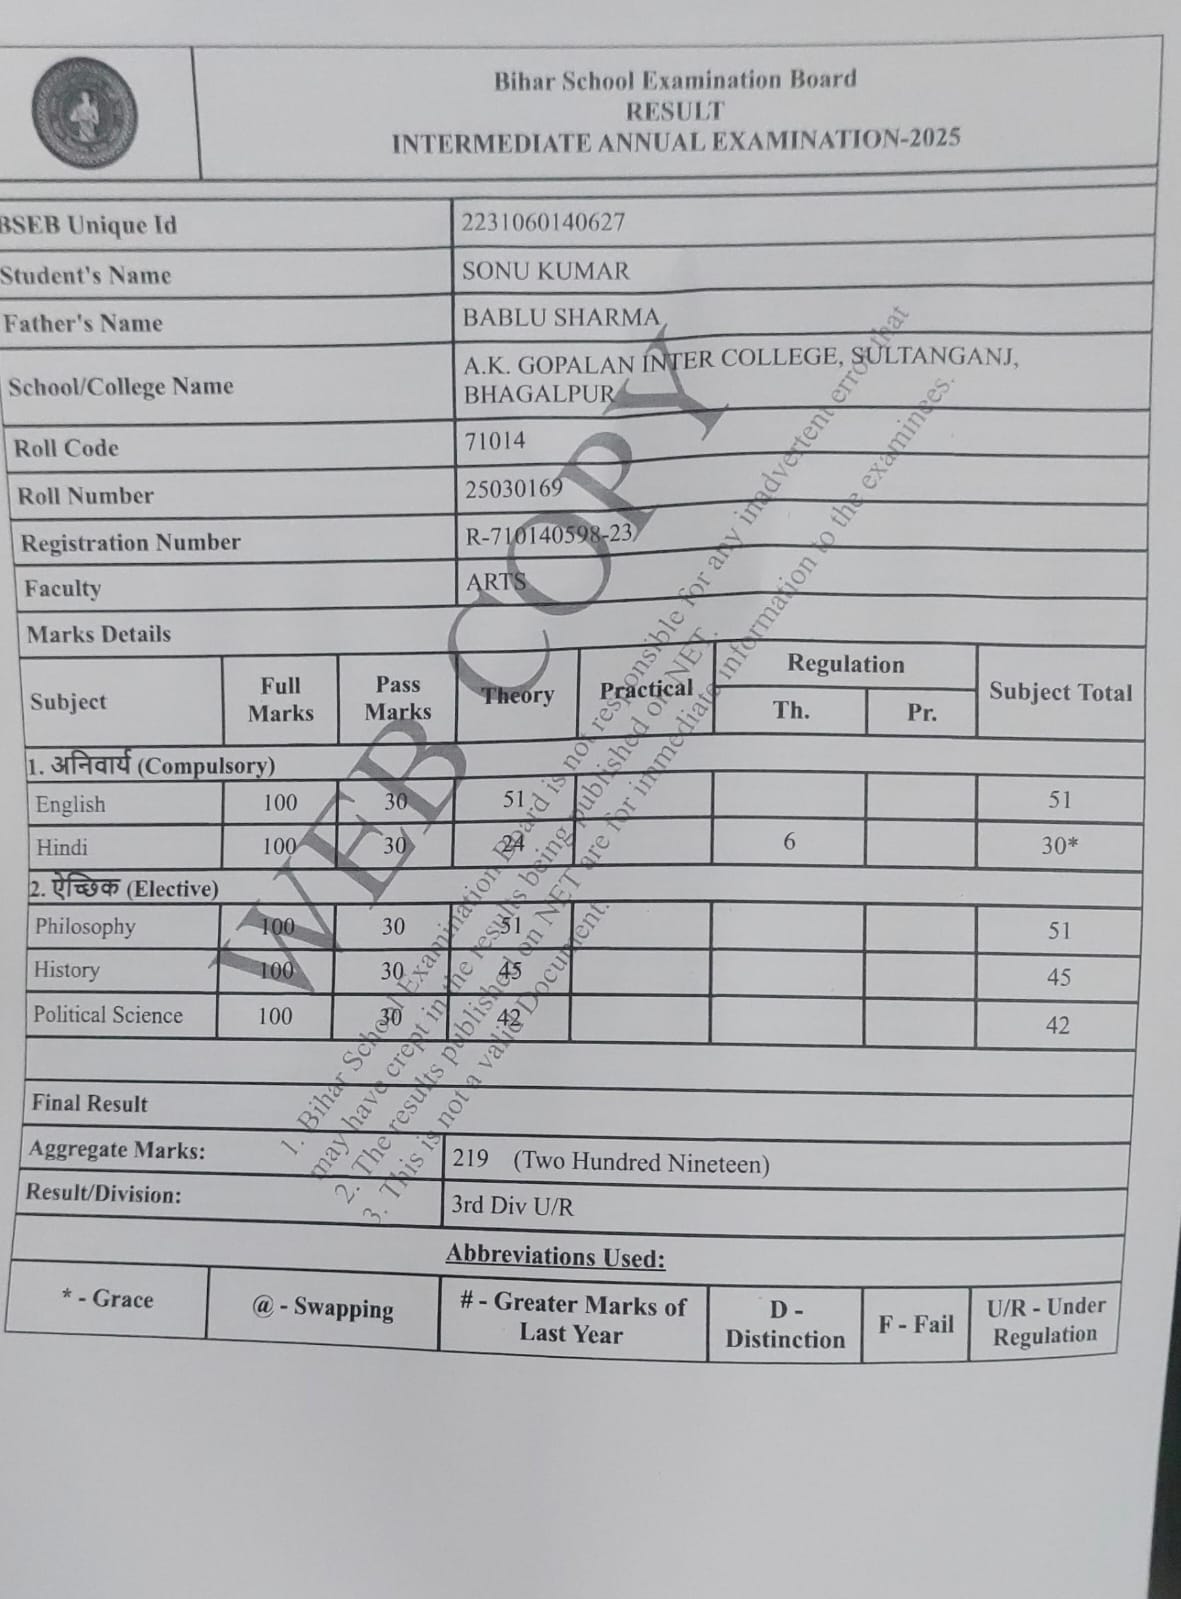 Bihar School Examination Board
RESULT
INTERMEDIATE ANNUAL EXAMINATION-2025
BSEB Unique Id 2231060140627
Student's Name SONU KUMAR
Father's Name BABLU SHARMA
School/College Name A.K. GOPALAN INTER COLLEGE, SULTANGANJ,
BHAGALPUR
Roll Code 71014
Roll Number 25030169
Registration Number R-710140598-23
Faculty ARTS
Marks Details
Subject Full Marks Pass Marks Theory Practical Regulation Subject Total
Th. Pr.
1. अनिवार्य (Compulsory)
English 100 30 51 51
Hindi 100 30 24 6 30*
2. ऐच्छिक (Elective)
Philosophy 100 30 51 51
History 100 30 45 45
Political Science 100 30 42 42
Final Result
Aggregate Marks: 219 (Two Hundred Nineteen)
Result/Division: 3rd Div U/R
Abbreviations Used:
* - Grace @ - Swapping # - Greater Marks of Last Year D - Distinction F - Fail U/R - Under Regulation
WEB COPY
1. Bihar School Examination Board is not responsible for any inadvertent error that
may have crept in the results being published on NET.
2. The results published on NET are for immediate information to the examinees.
3. This is not a valid Document.